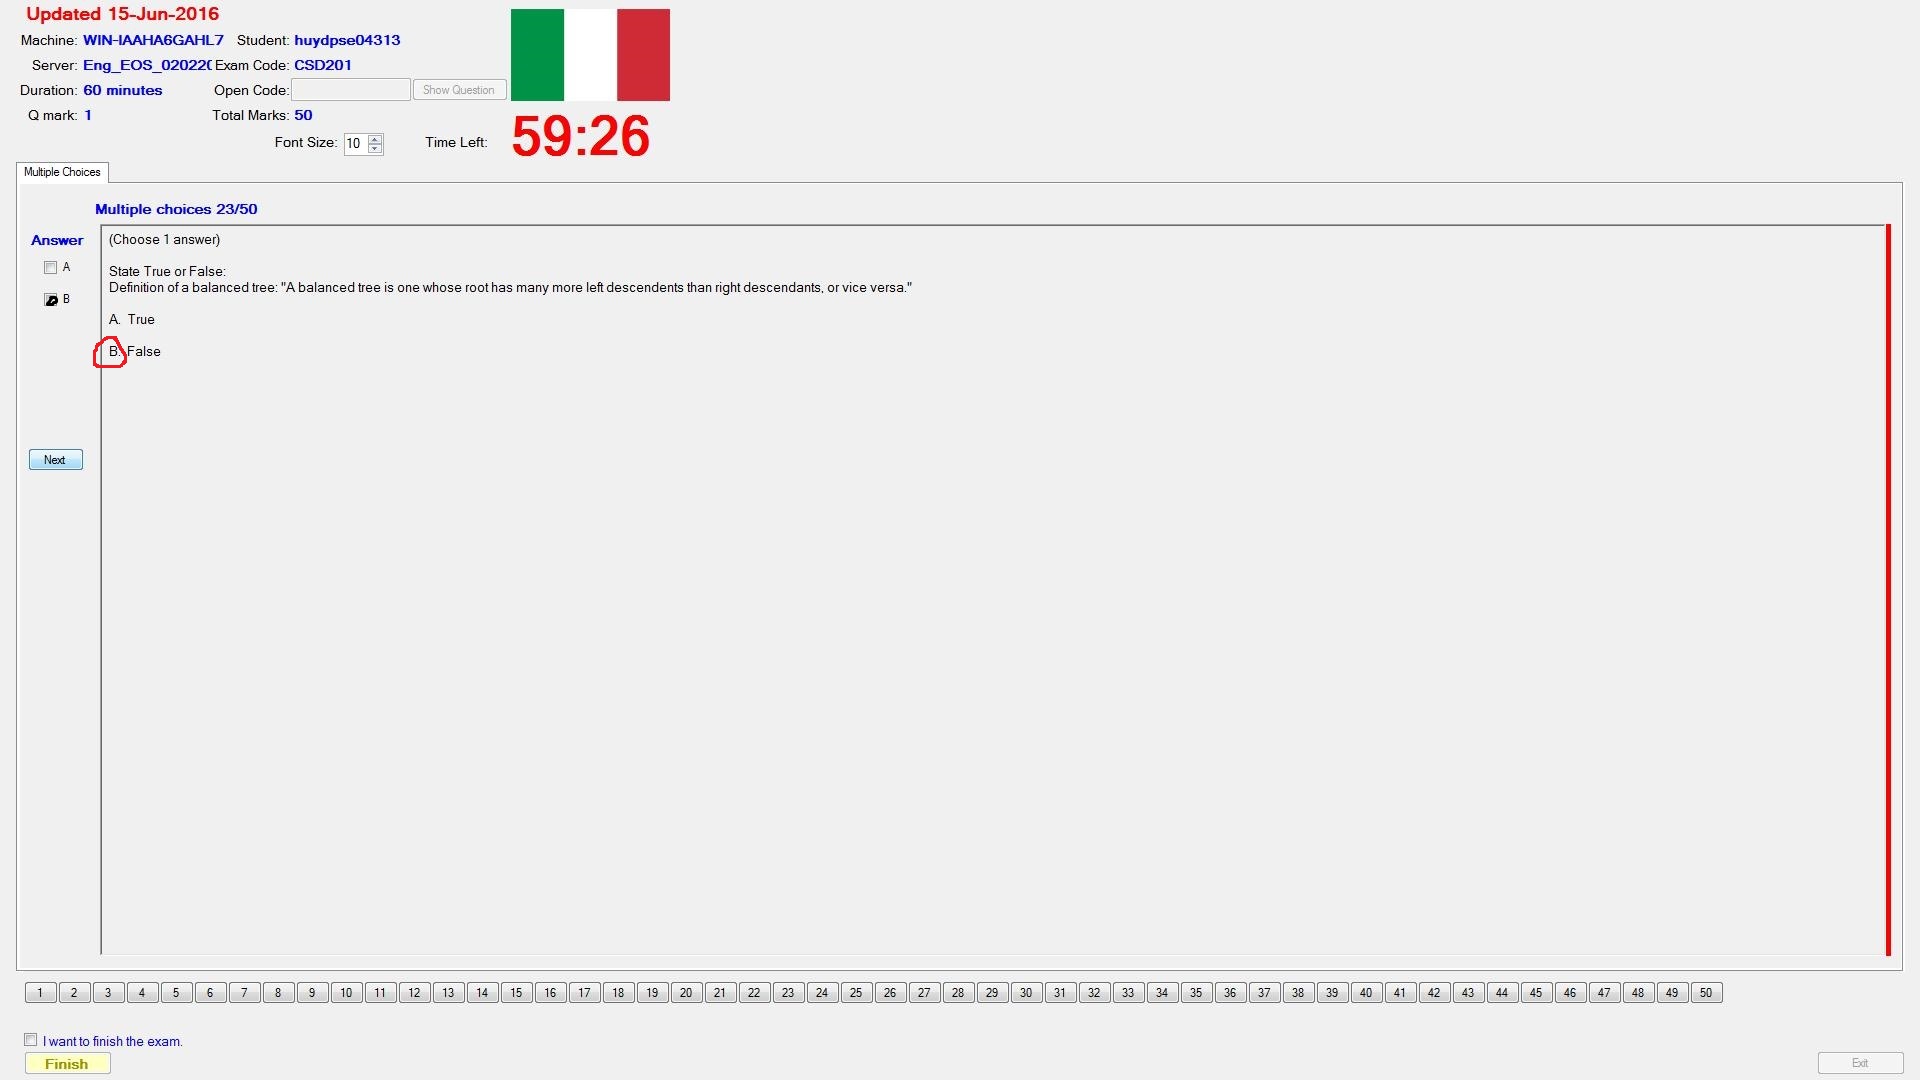 Updated 15-Jun-2016
Machine: WIN-IAAHA6GAHL7 Student: huydpse04313
Server: Eng_EOS_020220 Exam Code: CSD201
Duration: 60 minutes Open Code: Show Question
Q mark: 1 Total Marks: 50
Font Size: 10 Time Left: 59:26
Multiple Choices
Multiple choices 23/50
Answer
A
B
(Choose 1 answer)
State True or False:
Definition of a balanced tree: "A balanced tree is one whose root has many more left descendents than right descendants, or vice versa."
A. True
B. False
Next
1 2 3 4 5 6 7 8 9 10 11 12 13 14 15 16 17 18 19 20 21 22 23 24 25 26 27 28 29 30 31 32 33 34 35 36 37 38 39 40 41 42 43 44 45 46 47 48 49 50
I want to finish the exam.
Finish
Exit